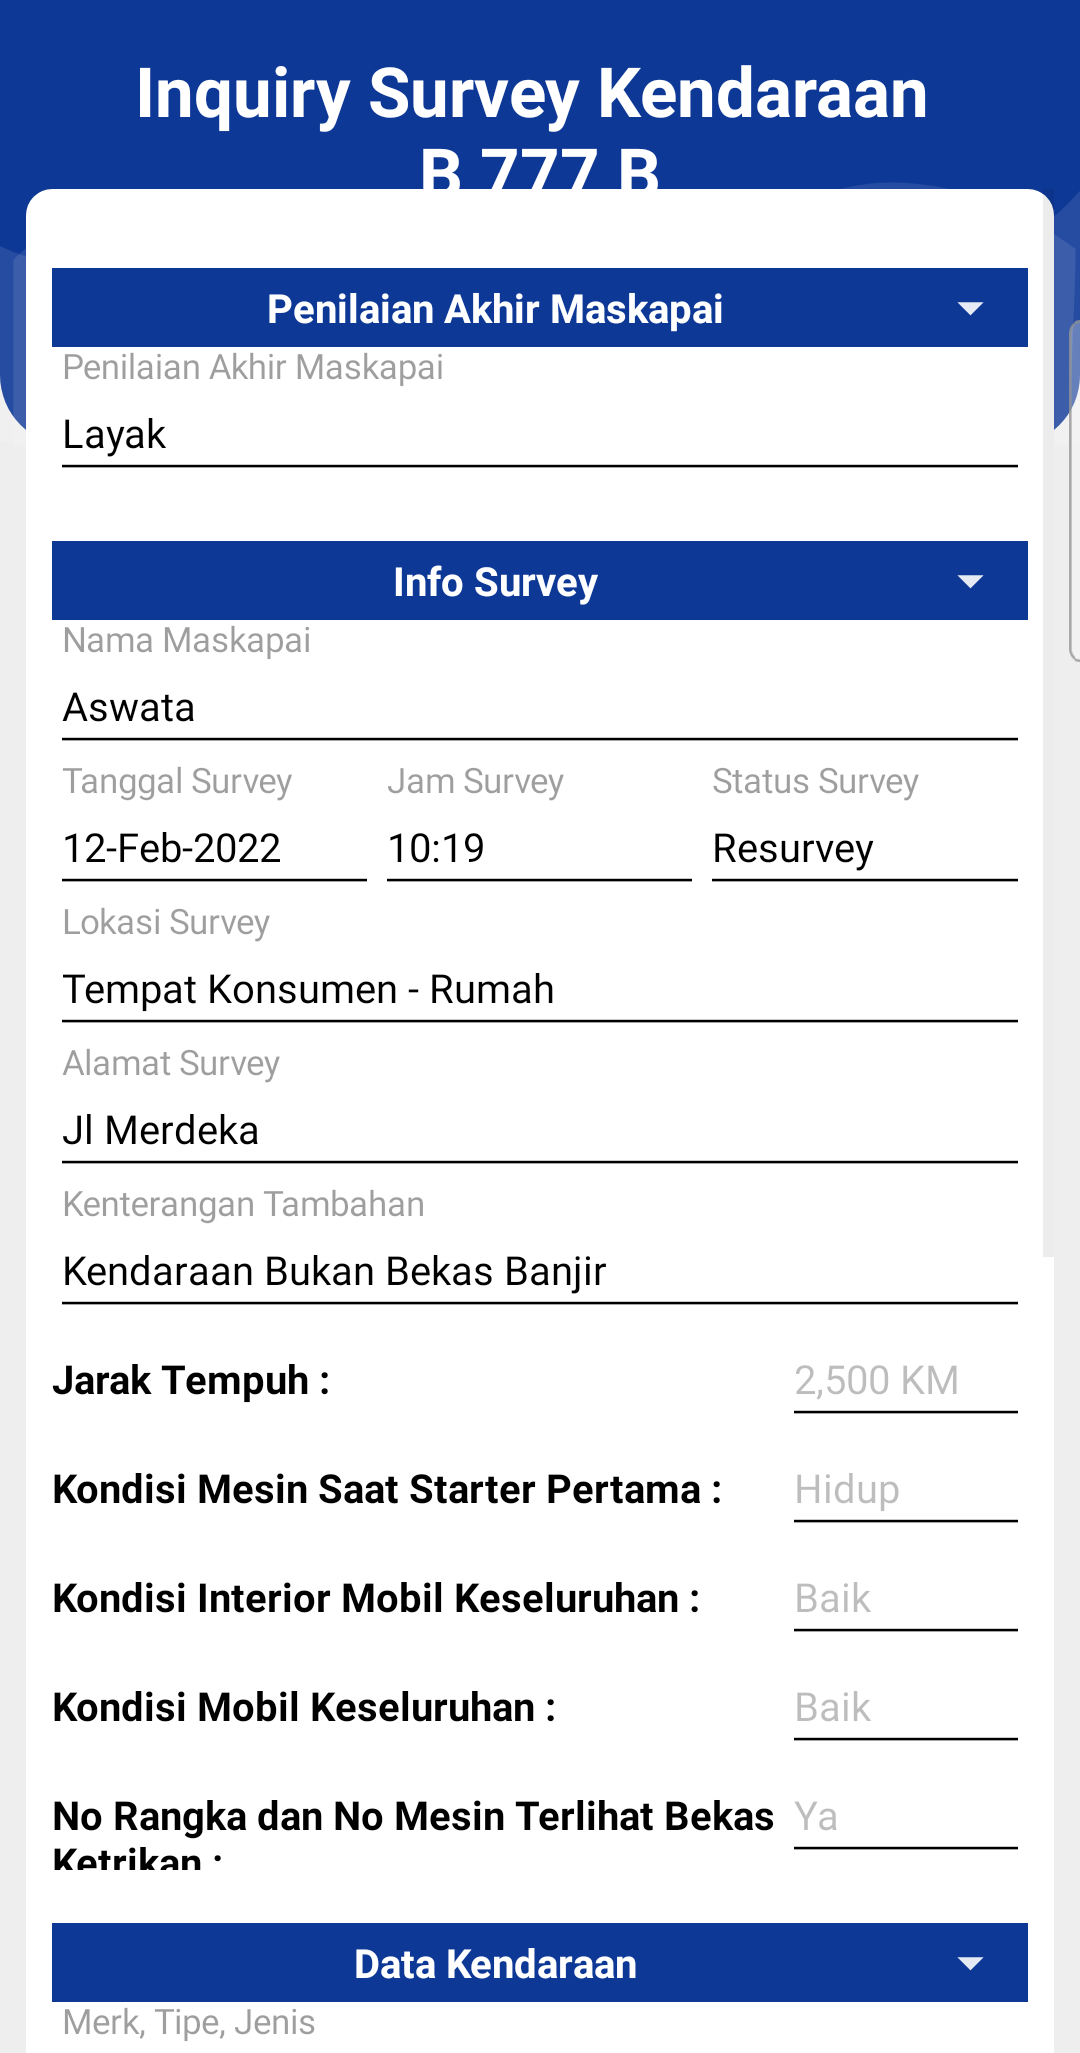 Inquiry Survey Kendaraan
B 777 B
Penilaian Akhir Maskapai
Penilaian Akhir Maskapai
Layak
Info Survey
Nama Maskapai
Aswata
Tanggal Survey Jam Survey Status Survey
12-Feb-2022 10:19 Resurvey
Lokasi Survey
Tempat Konsumen - Rumah
Alamat Survey
Jl Merdeka
Kenterangan Tambahan
Kendaraan Bukan Bekas Banjir
Jarak Tempuh : 2,500 KM
Kondisi Mesin Saat Starter Pertama : Hidup
Kondisi Interior Mobil Keseluruhan : Baik
Kondisi Mobil Keseluruhan : Baik
No Rangka dan No Mesin Terlihat Bekas Ya
Ketrikan :
Data Kendaraan
Merk, Tipe, Jenis